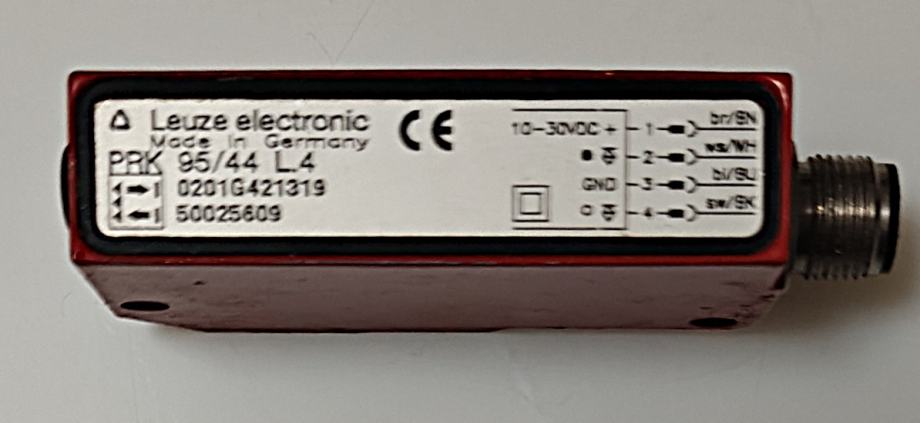 Leuze electronic
Made in Germany
PRK 95/44 L.4
0201G421319
50025609
CE
10-30VDC + 1 br/BN
2 ws/WH
GND 3 bl/BU
4 sw/BK